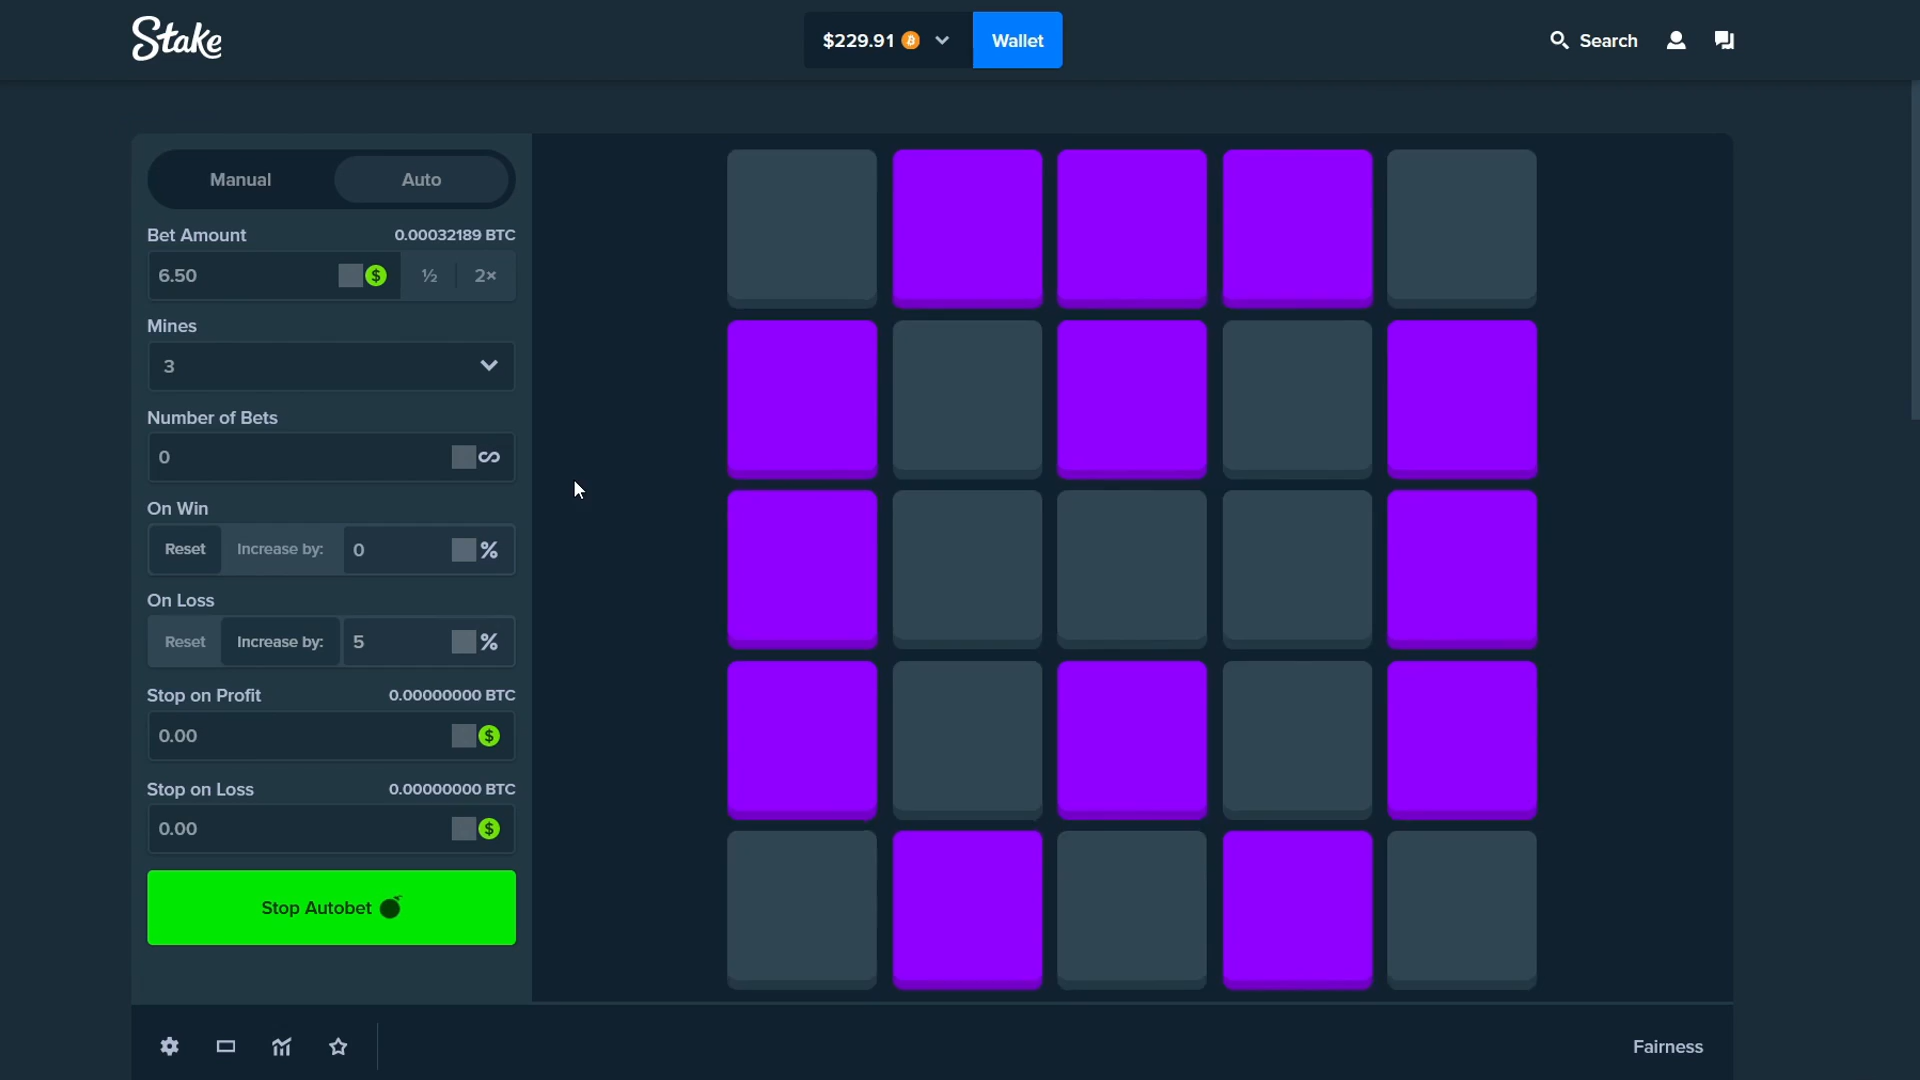 Stake
$229.91
Wallet
Search
Manual Auto
Bet Amount 0.00032189 BTC
6.50 $ ½ 2×
Mines
3
Number of Bets
0 ∞
On Win
Reset Increase by: 0 %
On Loss
Reset Increase by: 5 %
Stop on Profit 0.00000000 BTC
0.00 $
Stop on Loss 0.00000000 BTC
0.00 $
Stop Autobet
Fairness